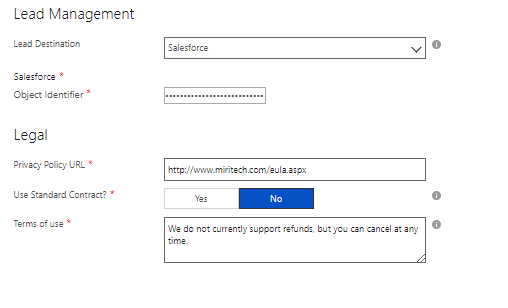 Lead Management
Lead Destination
Salesforce
Salesforce *
Object Identifier *
••••••••••••••••••••••••••••
Legal
Privacy Policy URL *
http://www.miritech.com/eula.aspx
Use Standard Contract? *
Yes No
Terms of use *
We do not currently support refunds, but you can cancel at any
time.